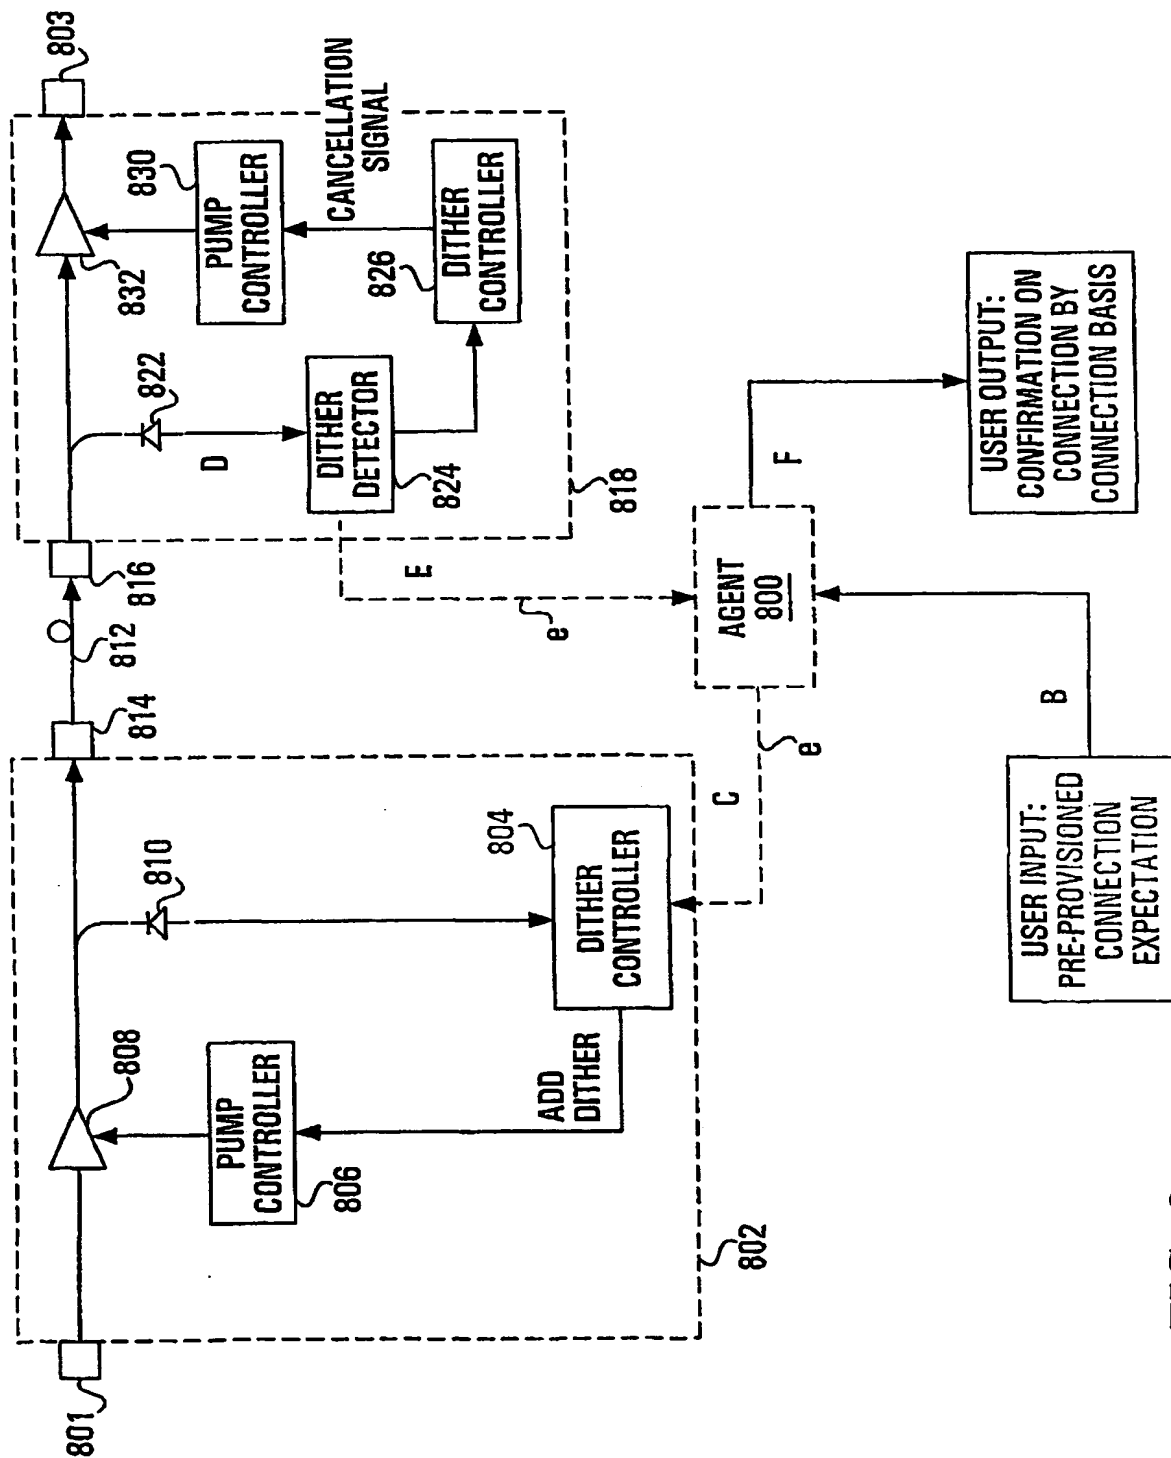 801
808
810
PUMP
CONTROLLER
806
ADD
DITHER
DITHER
CONTROLLER
804
802
814
812
816
D
822
DITHER
DETECTOR
824
832
PUMP
CONTROLLER
830
CANCELLATION
SIGNAL
826
DITHER
CONTROLLER
818
803
E
e
C
e
AGENT
800
F
B
USER INPUT:
PRE-PROVISIONED
CONNECTION
EXPECTATION
USER OUTPUT:
CONFIRMATION ON
CONNECTION BY
CONNECTION BASIS